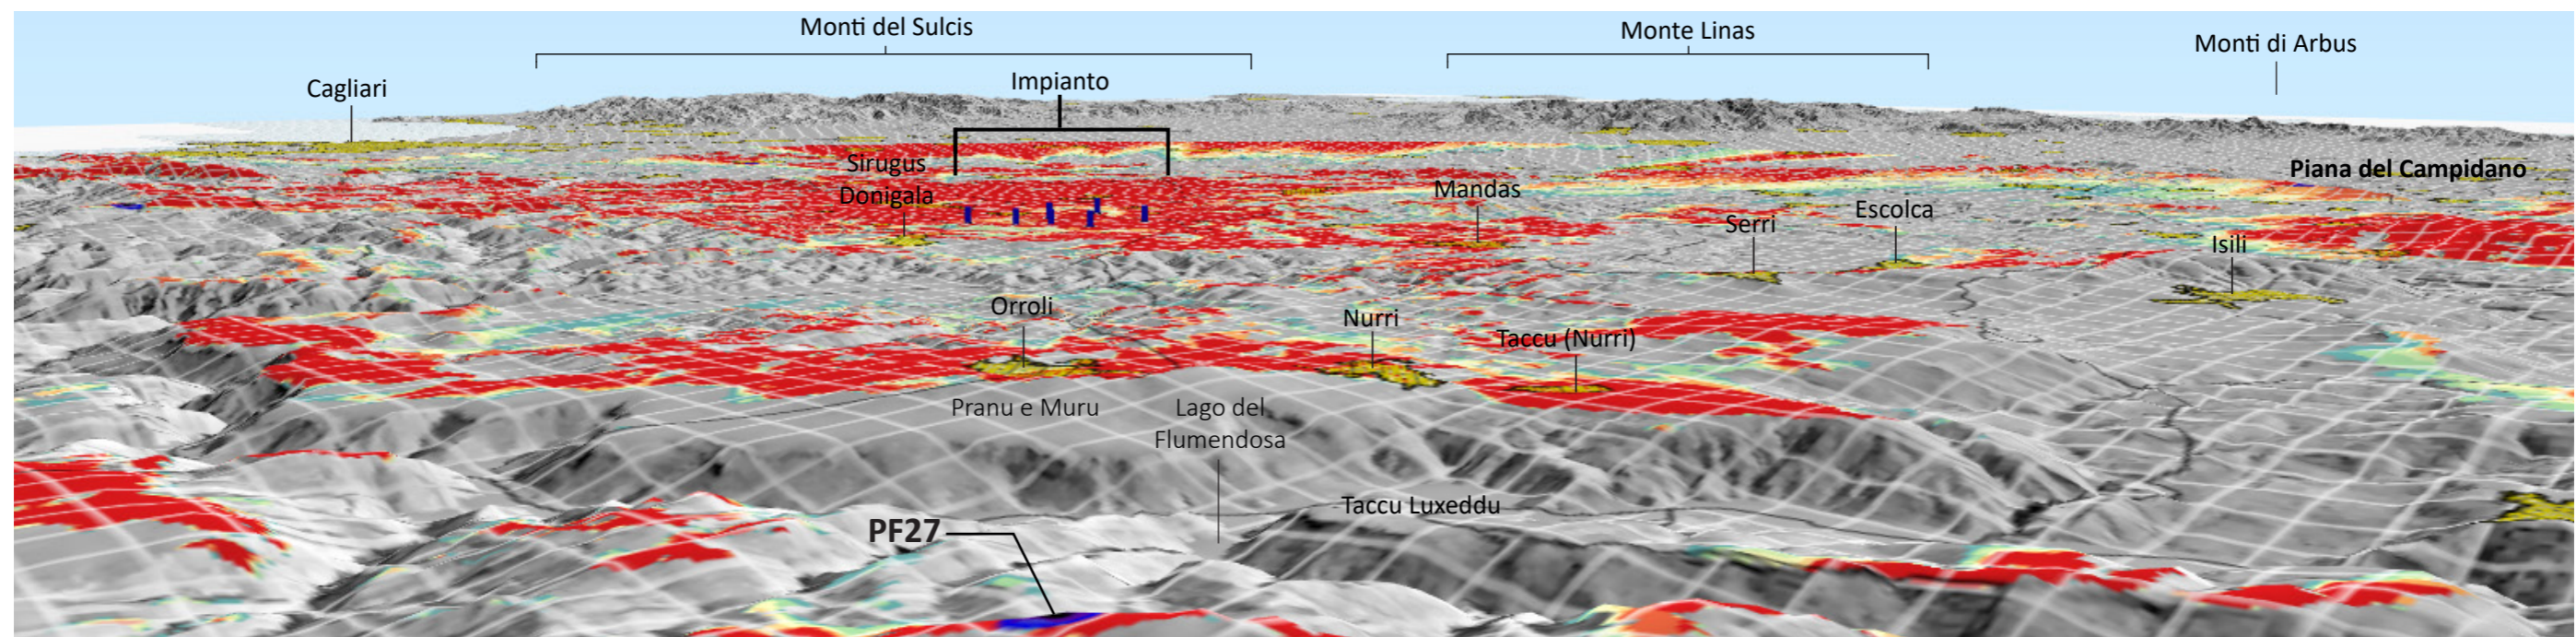 Monti del Sulcis
Monte Linas
Monti di Arbus
Impianto
Cagliari
Sirugus
Donigala
Piana del Campidano
Mandas
Escolca
Serri
Isili
Orroli
Nurri
Taccu (Nurri)
Pranu e Muru
Lago del
Flumendosa
Taccu Luxeddu
PF27